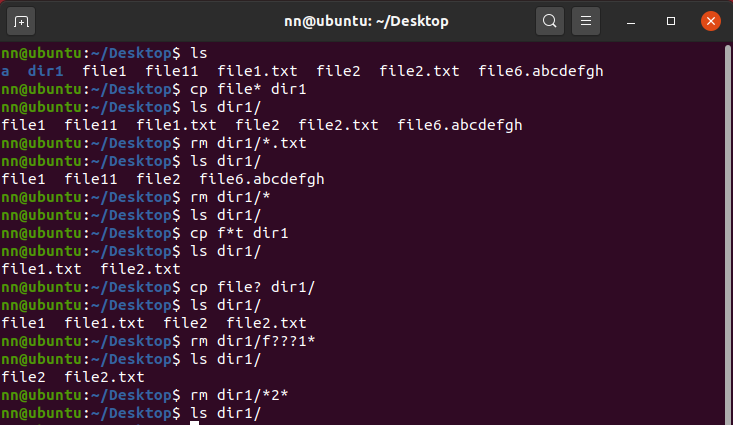 nn@ubuntu: ~/Desktop
nn@ubuntu:~/Desktop$ ls
a  dir1  file1  file11  file1.txt  file2  file2.txt  file6.abcdefgh
nn@ubuntu:~/Desktop$ cp file* dir1
nn@ubuntu:~/Desktop$ ls dir1/
file1  file11  file1.txt  file2  file2.txt  file6.abcdefgh
nn@ubuntu:~/Desktop$ rm dir1/*.txt
nn@ubuntu:~/Desktop$ ls dir1/
file1  file11  file2  file6.abcdefgh
nn@ubuntu:~/Desktop$ rm dir1/*
nn@ubuntu:~/Desktop$ ls dir1/
nn@ubuntu:~/Desktop$ cp f*t dir1
nn@ubuntu:~/Desktop$ ls dir1/
file1.txt  file2.txt
nn@ubuntu:~/Desktop$ cp file? dir1/
nn@ubuntu:~/Desktop$ ls dir1/
file1  file1.txt  file2  file2.txt
nn@ubuntu:~/Desktop$ rm dir1/f???1*
nn@ubuntu:~/Desktop$ ls dir1/
file2  file2.txt
nn@ubuntu:~/Desktop$ rm dir1/*2*
nn@ubuntu:~/Desktop$ ls dir1/